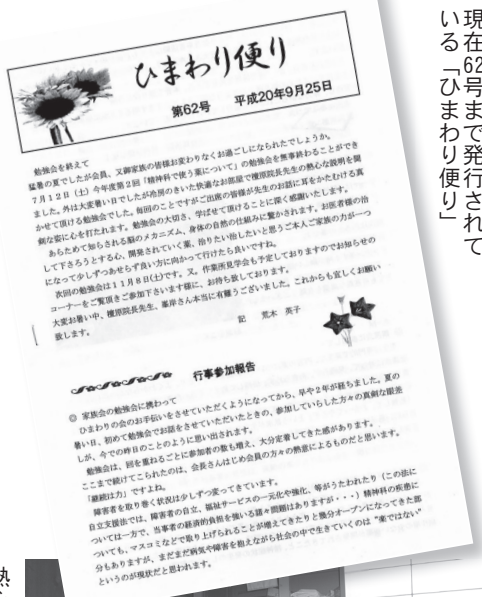 現在62号まで発行されて
いる「ひまわり便り」
ひまわり便り
第62号 平成20年9月25日
勉強会を終えて
猛暑の夏でしたが会員、又御家族の皆様お変わりなくお過ごしになられたでしょうか。
7月12日（土）今年度第2回「精神科で使う薬について」の勉強会を無事終わることができ
ました。外は大変暑い日でしたが冷房のきいた快適なお部屋で檀原院長先生の熱心な説明を聞
かせて頂ける勉強会でした。毎回のことですがご出席の皆様が先生のお話に耳をかたむける真
剣な姿に心を打たれます。勉強会の大切さ、学ばせて頂けることに深く感謝いたします。
あらためて知らされる脳のメカニズム、身体の自然の仕組みに驚かされます。お医者様の治
して下さろうとする心、開発されていく薬、治りたい治したいと思うご本人ご家族の力が一つ
になって少しずつあせらず良い方に向かって行けたら良いですね。
次回の勉強会は11月8日(土)です。又、作業所見学会も予定しておりますのでお知らせの
コーナーをご覧頂きご参加下さいます様に、お待ち致しております。
大変お暑い中、檀原院長先生、峯岸さん本当に有難うございました。これからも宜しくお願い
致します。
記 荒木 英子
行事参加報告
◎ 家族会の勉強会に携わって
ひまわりの会のお手伝いをさせていただくようになってから、早や2年が経ちました。夏の
暑い日、初めて勉強会でお話をさせていただいたときの、参加していらした方々の真剣な眼差
しが、今での昨日のことのように思い出されます。
勉強会は、回を重ねるごとに参加者の数も増え、大分定着してきた感があります。
ここまで続けてこられたのは、会長さんはじめ会員の方々の熱意によるものだと思います。
「継続は力」ですよね。
障害者を取り巻く状況は少しずつ変ってきています。
自立支援法では、障害者の自立、福祉サービスの一元化や強化、等がうたわれたり（この法に
ついては一方で、当事者の経済的負担を強いる諸々問題はありますが・・・）精神科の疾患に
ついても、マスコミなどで取り上げられることが増えてきたりと幾分オープンになってきた部
分もありますが、まだまだ病気や障害を抱えながら社会の中で生きていくのは"楽ではない"
というのが現状だと思われます。
熱